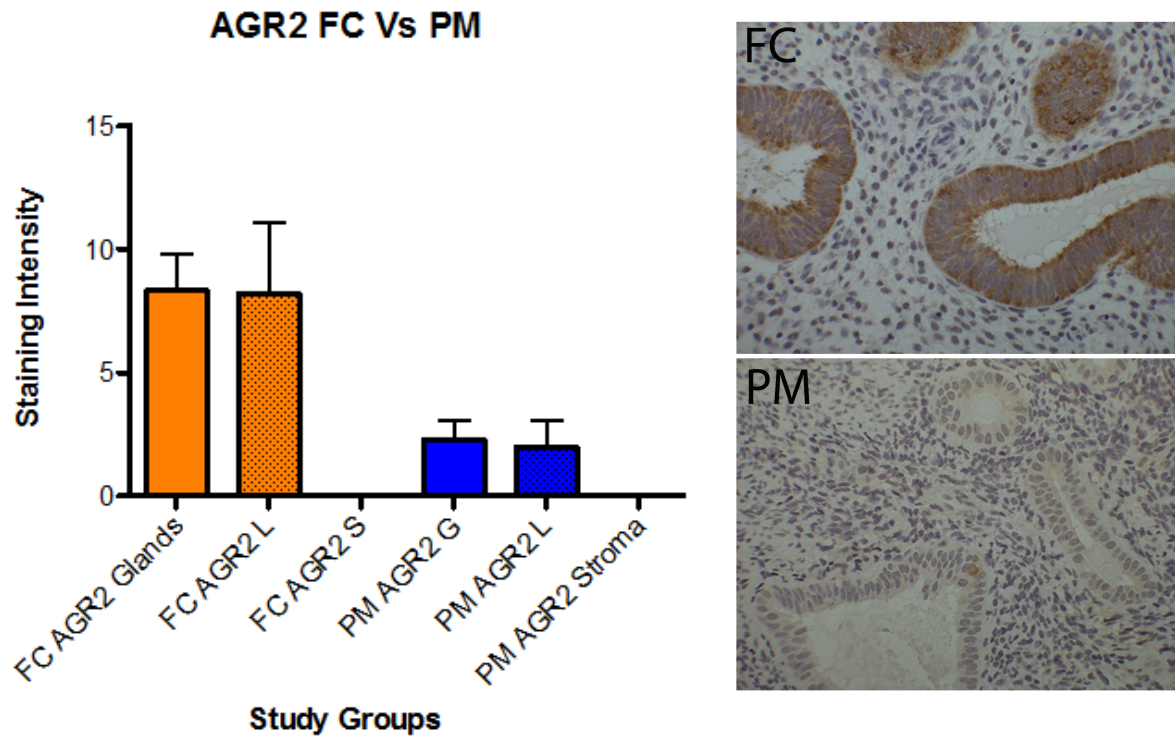 AGR2 FC Vs PM
Staining Intensity
15
10
5
0
FC AGR2 Glands
FC AGR2 L
FC AGR2 S
PM AGR2 G
PM AGR2 L
PM AGR2 Stroma
Study Groups
FC
PM